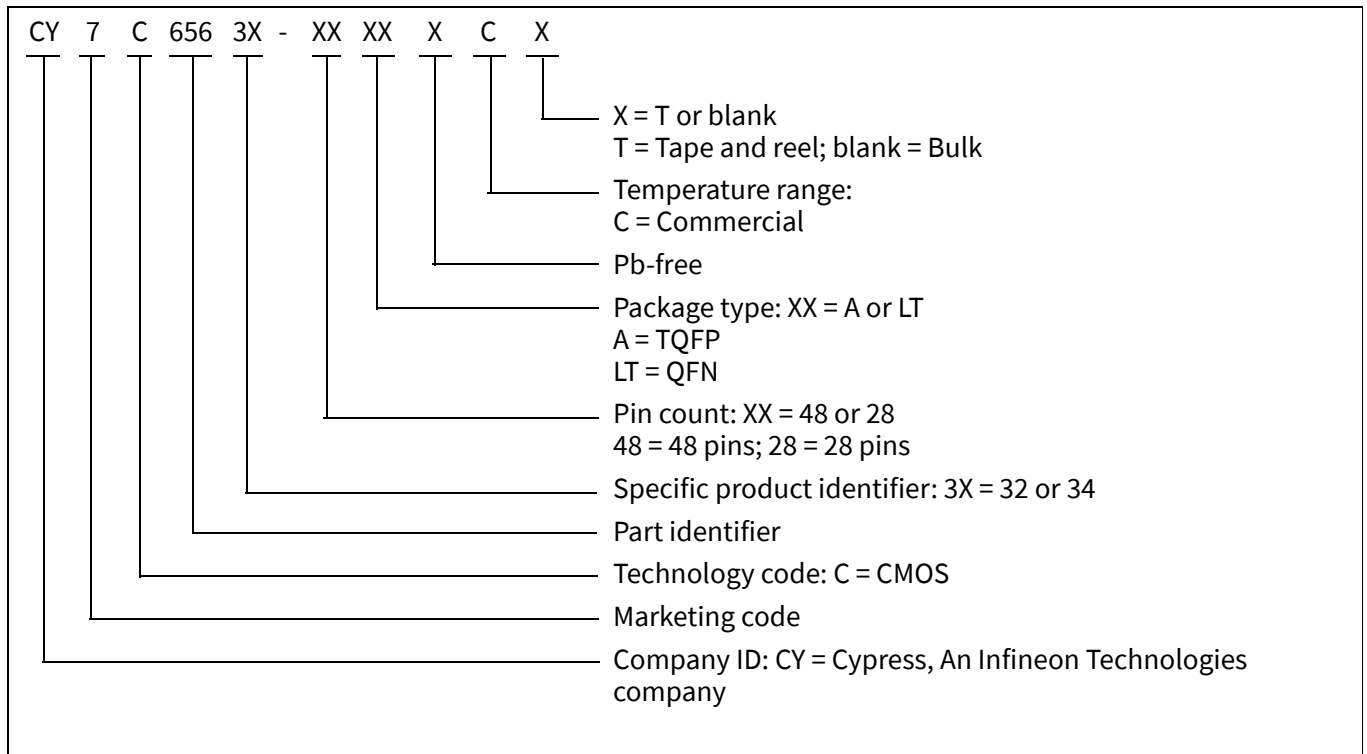 CY 7 C 656 3X - XX XX X C X
X = T or blank
T = Tape and reel; blank = Bulk
Temperature range:
C = Commercial
Pb-free
Package type: XX = A or LT
A = TQFP
LT = QFN
Pin count: XX = 48 or 28
48 = 48 pins; 28 = 28 pins
Specific product identifier: 3X = 32 or 34
Part identifier
Technology code: C = CMOS
Marketing code
Company ID: CY = Cypress, An Infineon Technologies
company